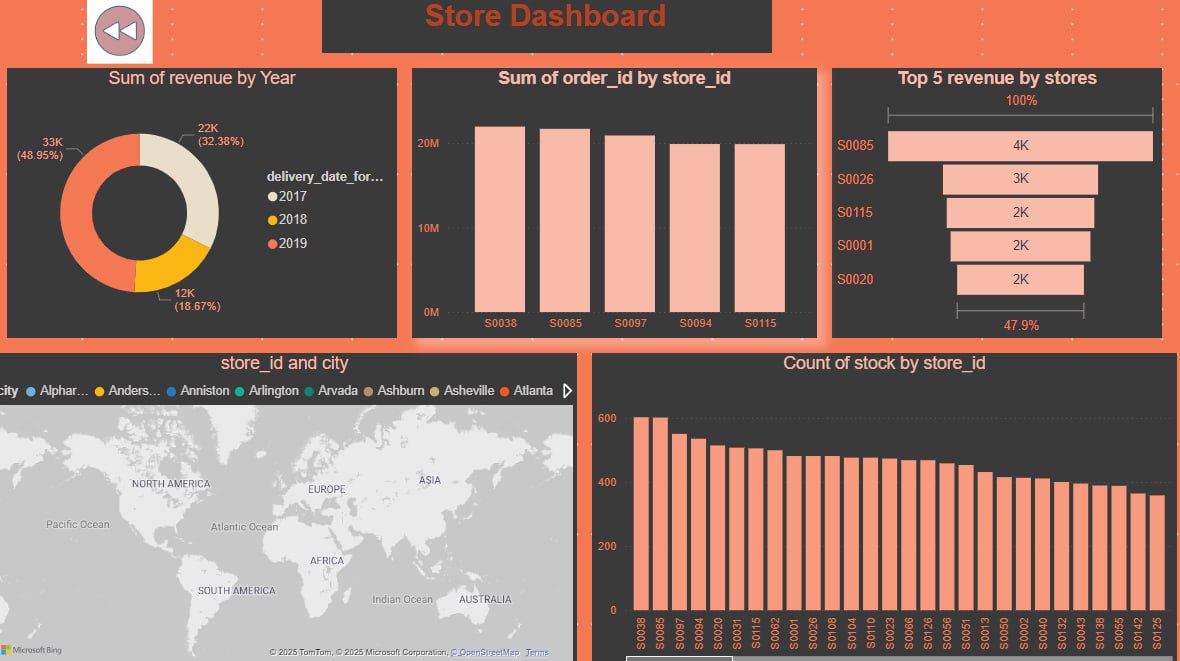 Store Dashboard
Sum of revenue by Year
22K
(32.38%)
33K
(48.95%)
12K
(18.67%)
delivery_date_for...
2017
2018
2019
Sum of order_id by store_id
20M
10M
0M
S0038 S0085 S0097 S0094 S0115
Top 5 revenue by stores
100%
S0085 4K
S0026 3K
S0115 2K
S0001 2K
S0020 2K
47.9%
store_id and city
city Alphar... Anders... Anniston Arlington Arvada Ashburn Asheville Atlanta
NORTH AMERICA
EUROPE
ASIA
Pacific Ocean
Atlantic Ocean
AFRICA
SOUTH AMERICA
Indian Ocean
AUSTRALIA
Microsoft Bing
© 2025 TomTom, © 2025 Microsoft Corporation, © OpenStreetMap Terms
Count of stock by store_id
600
400
200
0
S0038 S0085 S0097 S0094 S0020 S0031 S0115 S0062 S0001 S0026 S0108 S0104 S0110 S0023 S0066 S0126 S0056 S0051 S0013 S0050 S0002 S0040 S0132 S0043 S0138 S0055 S0142 S0125